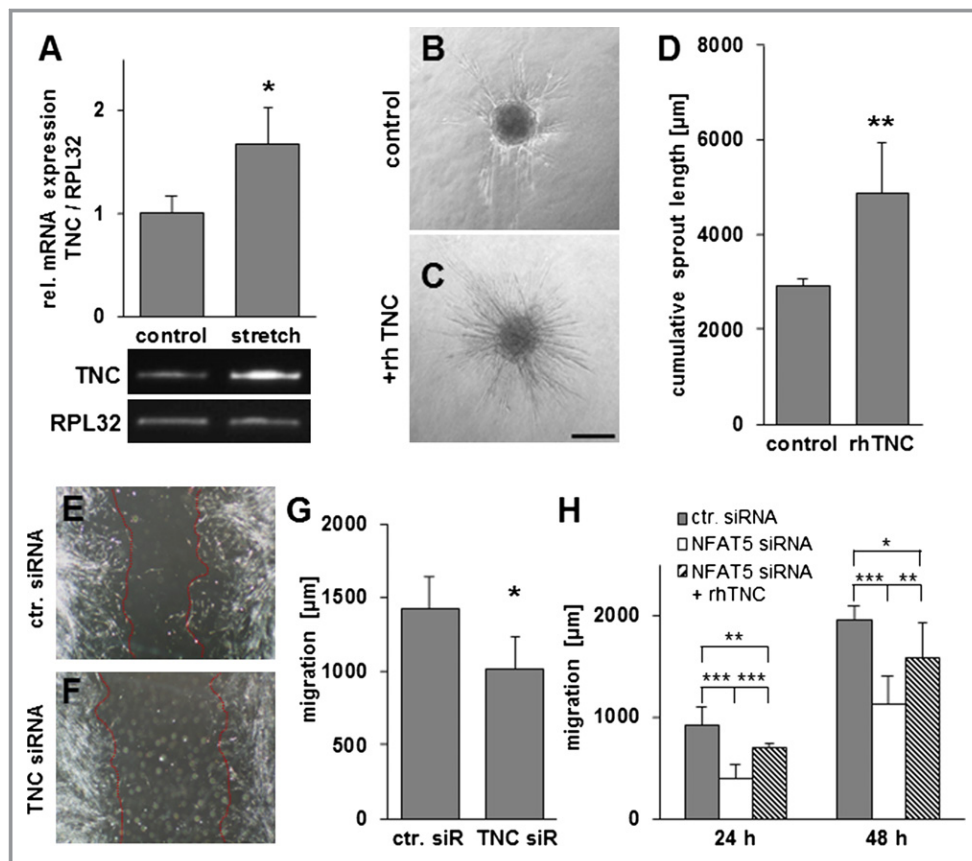 A
rel. mRNA expression
TNC / RPL32
2
1
0
*
control stretch
TNC
RPL32
B
control
C
+rh TNC
D
cumulative sprout length [µm]
8000
6000
4000
2000
0
**
control rhTNC
E
ctr. siRNA
F
TNC siRNA
G
migration [µm]
2000
1500
1000
500
0
*
ctr. siR TNC siR
H
ctr. siRNA
NFAT5 siRNA
NFAT5 siRNA
+ rhTNC
migration [µm]
2000
1000
0
**
*** ***
*
*** **
24 h 48 h